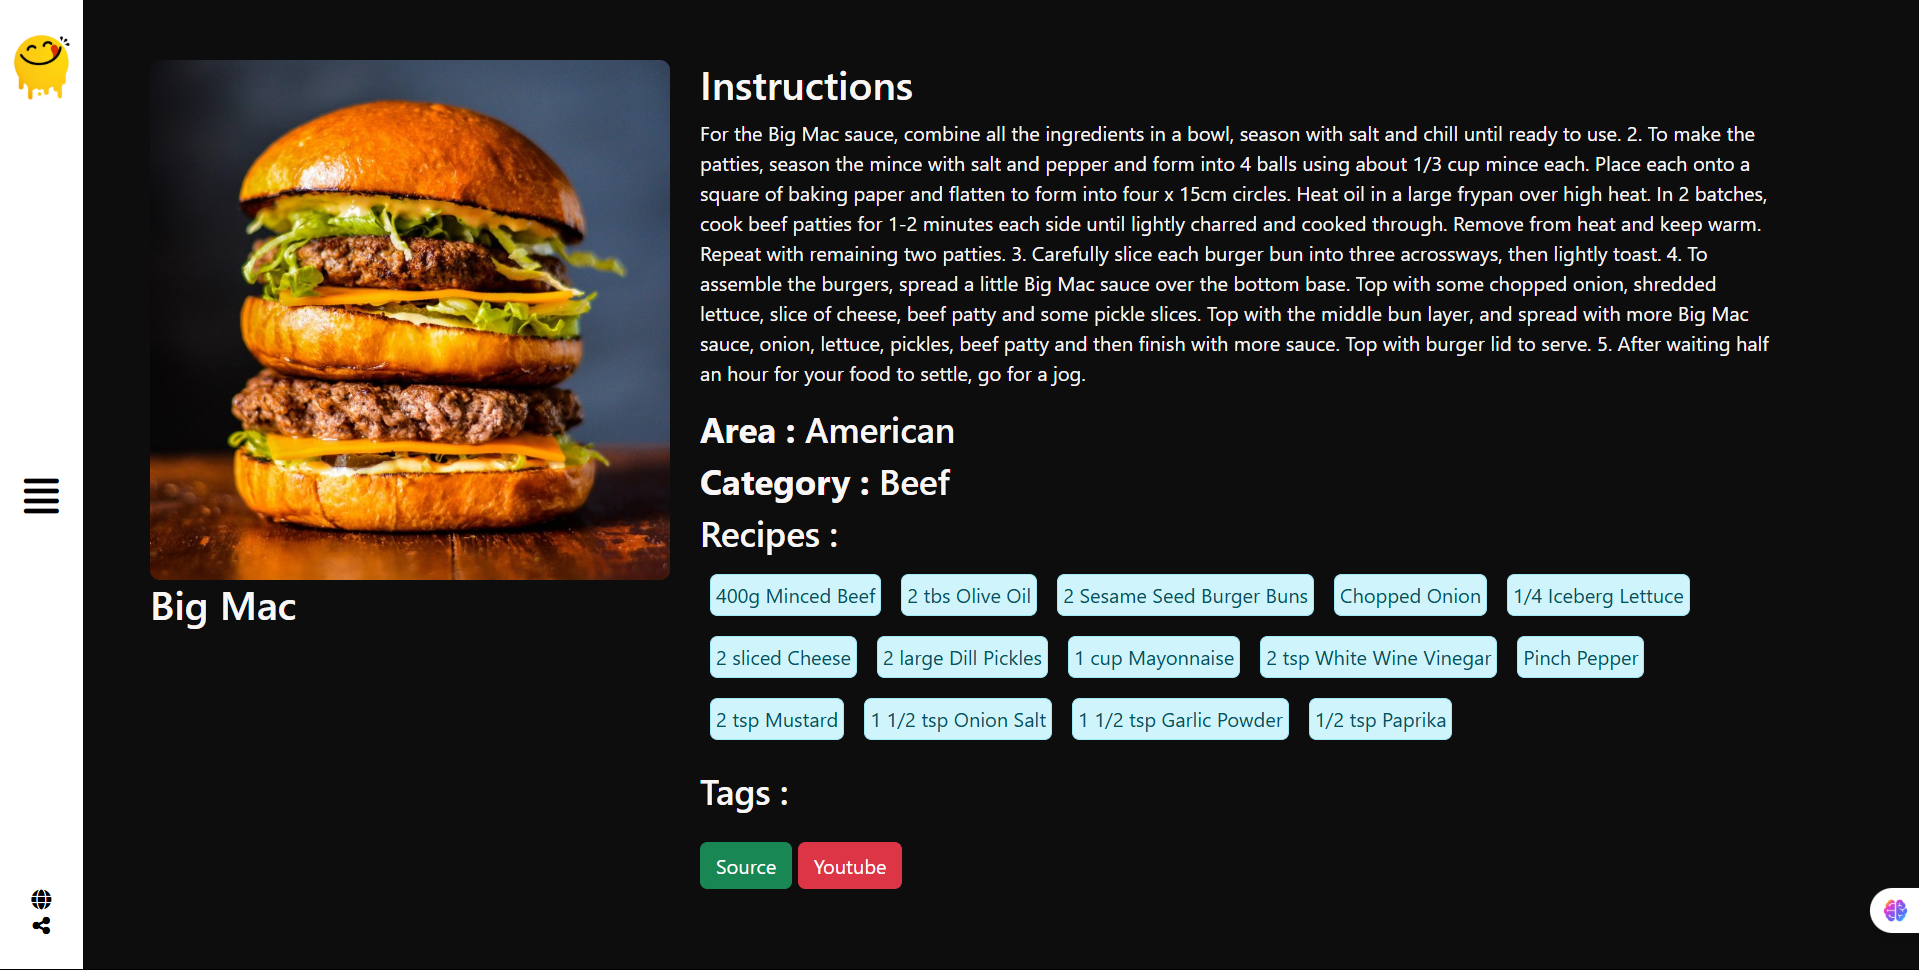 Instructions
For the Big Mac sauce, combine all the ingredients in a bowl, season with salt and chill until ready to use. 2. To make the
patties, season the mince with salt and pepper and form into 4 balls using about 1/3 cup mince each. Place each onto a
square of baking paper and flatten to form into four x 15cm circles. Heat oil in a large frypan over high heat. In 2 batches,
cook beef patties for 1-2 minutes each side until lightly charred and cooked through. Remove from heat and keep warm.
Repeat with remaining two patties. 3. Carefully slice each burger bun into three acrossways, then lightly toast. 4. To
assemble the burgers, spread a little Big Mac sauce over the bottom base. Top with some chopped onion, shredded
lettuce, slice of cheese, beef patty and some pickle slices. Top with the middle bun layer, and spread with more Big Mac
sauce, onion, lettuce, pickles, beef patty and then finish with more sauce. Top with burger lid to serve. 5. After waiting half
an hour for your food to settle, go for a jog.
Area : American
Category : Beef
Recipes :
400g Minced Beef 2 tbs Olive Oil 2 Sesame Seed Burger Buns Chopped Onion 1/4 Iceberg Lettuce
2 sliced Cheese 2 large Dill Pickles 1 cup Mayonnaise 2 tsp White Wine Vinegar Pinch Pepper
2 tsp Mustard 1 1/2 tsp Onion Salt 1 1/2 tsp Garlic Powder 1/2 tsp Paprika
Tags :
Source Youtube
Big Mac